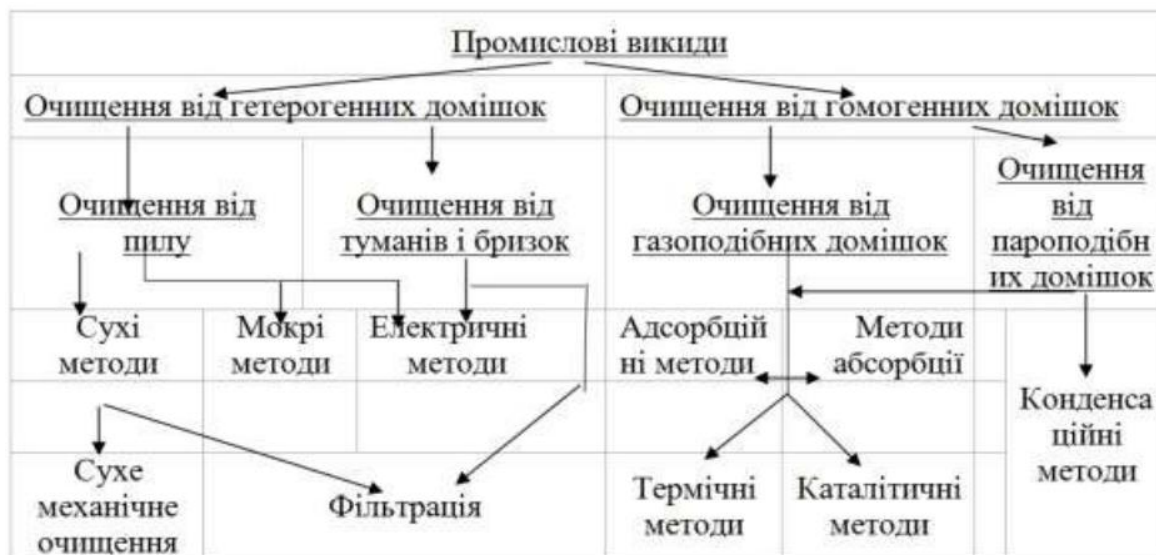 Промислові викиди
Очищення від гетерогенних домішок
Очищення від гомогенних домішок
Очищення від
пилу
Очищення від
туманів і бризок
Очищення від
газоподібних домішок
Очищення
від
пароподібн
их домішок
Сухі
методи
Мокрі
методи
Електричні
методи
Адсорбцій
ні методи
Методи
абсорбції
Конденса
ційні
методи
Сухе
механічне
очищення
Фільтрація
Термічні
методи
Каталітичні
методи